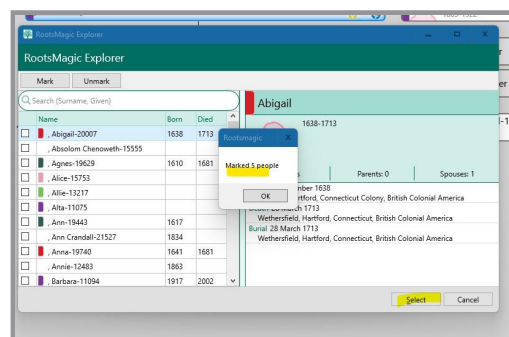 1885-1922
RootsMagic Explorer
RootsMagic Explorer
Mark Unmark
Search (Surname, Given)
Name Born Died
, Abigail-20007 1638 1713
, Absolom Chenoweth-15555
, Agnes-19629 1610 1681
, Alice-15753
, Allie-13217
, Alta-11075
, Ann-19443 1617
, Ann Crandall-21527 1834
, Anna-19740 1641 1681
, Annie-12483 1863
, Barbara-11094 1917 2002
Abigail
1638-1713
Parents: 0 Spouses: 1
1638
Connecticut Colony, British Colonial America
1713
Wethersfield, Hartford, Connecticut, British Colonial America
Burial 28 March 1713
Wethersfield, Hartford, Connecticut, British Colonial America
Rootsmagic X
Marked 5 people
OK
Select Cancel